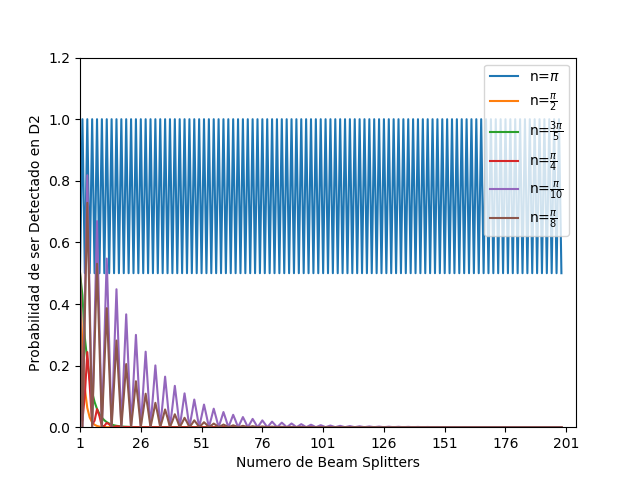 1.2
1.0
0.8
0.6
0.4
0.2
0.0
Probabilidad de ser Detectado en D2
n=π
n=π/2
n=3π/5
n=π/4
n=π/10
n=π/8
1 26 51 76 101 126 151 176 201
Numero de Beam Splitters